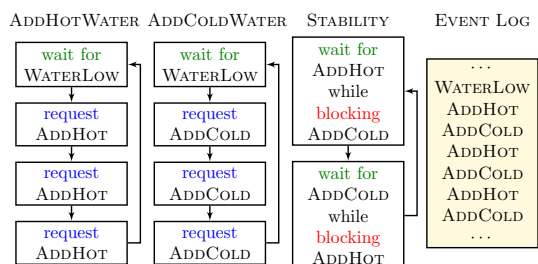 ADDHOTWATER
wait for
WATERLOW
request
ADDHOT
request
ADDHOT
request
ADDHOT
ADDCOLDWATER
wait for
WATERLOW
request
ADDCOLD
request
ADDCOLD
request
ADDCOLD
STABILITY
wait for
ADDHOT
while
blocking
ADDCOLD
wait for
ADDCOLD
while
blocking
ADDHOT
EVENT LOG
...
WATERLOW
ADDHOT
ADDCOLD
ADDHOT
ADDCOLD
ADDHOT
ADDCOLD
...